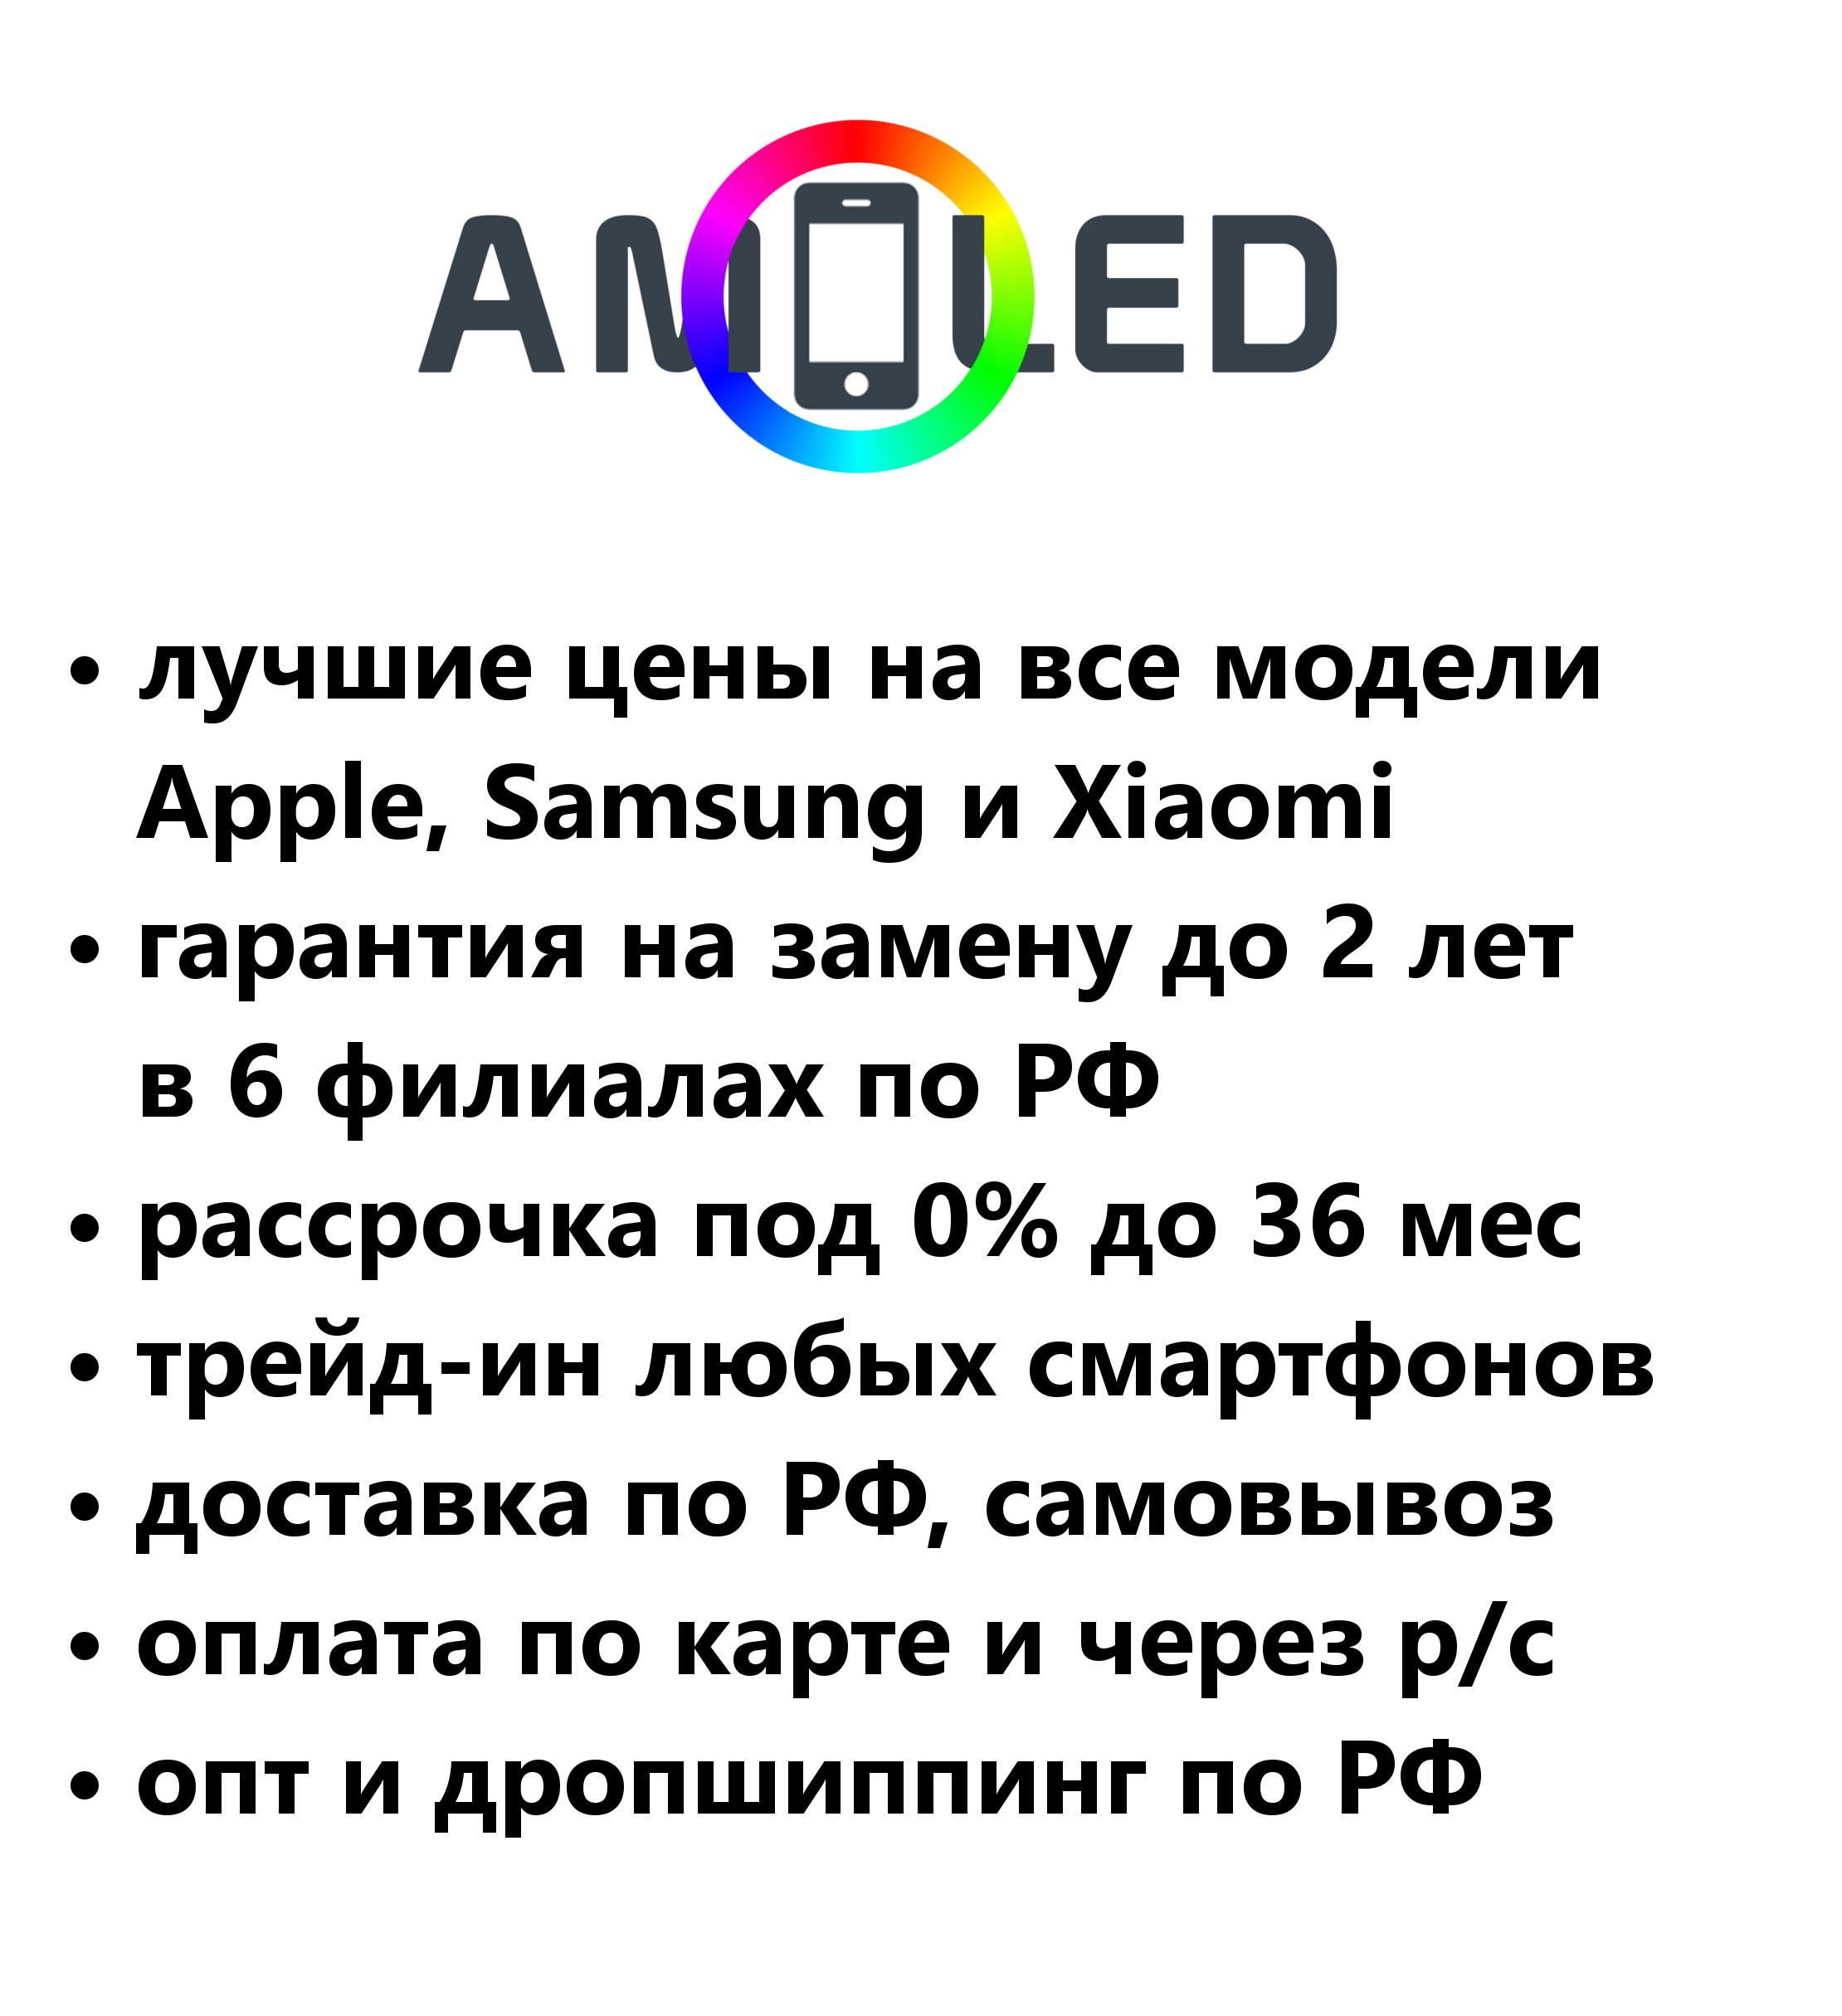 AMOLED
• лучшие цены на все модели
Apple, Samsung и Xiaomi
• гарантия на замену до 2 лет
в 6 филиалах по РФ
• рассрочка под 0% до 36 мес
• трейд-ин любых смартфонов
• доставка по РФ, самовывоз
• оплата по карте и через р/с
• опт и дропшиппинг по РФ